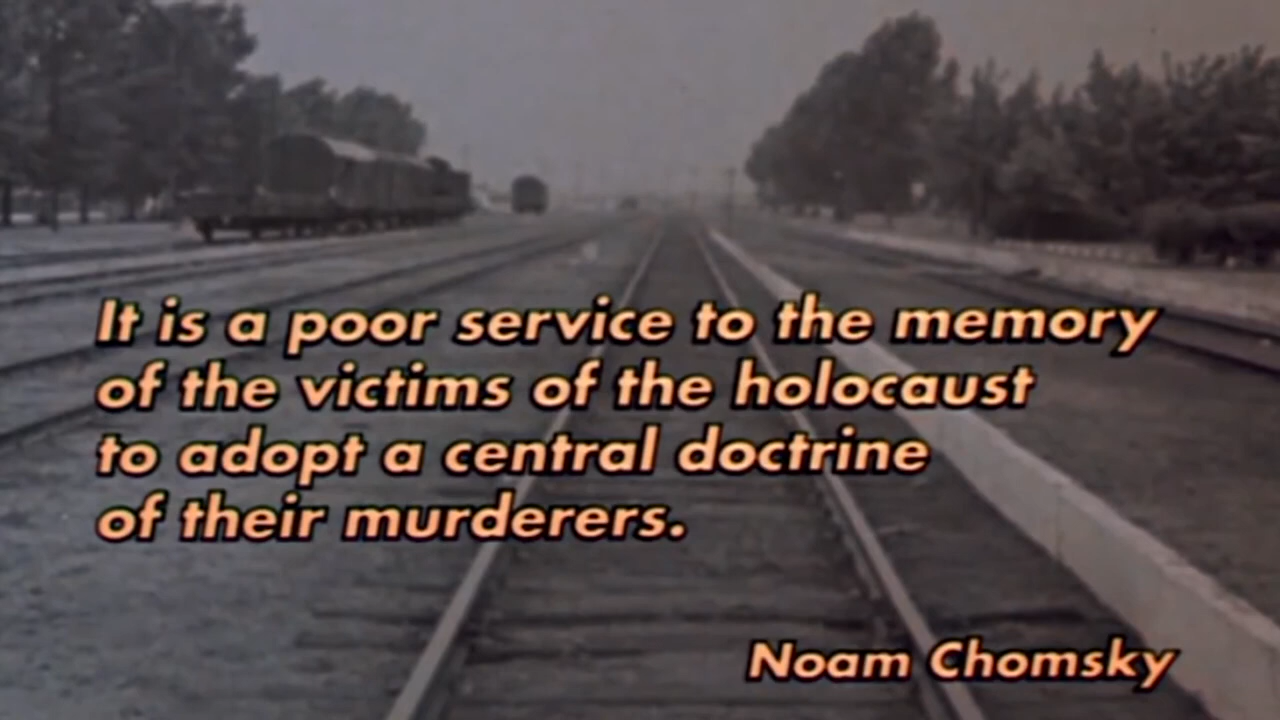 It is a poor service to the memory
of the victims of the holocaust
to adopt a central doctrine
of their murderers.
Noam Chomsky